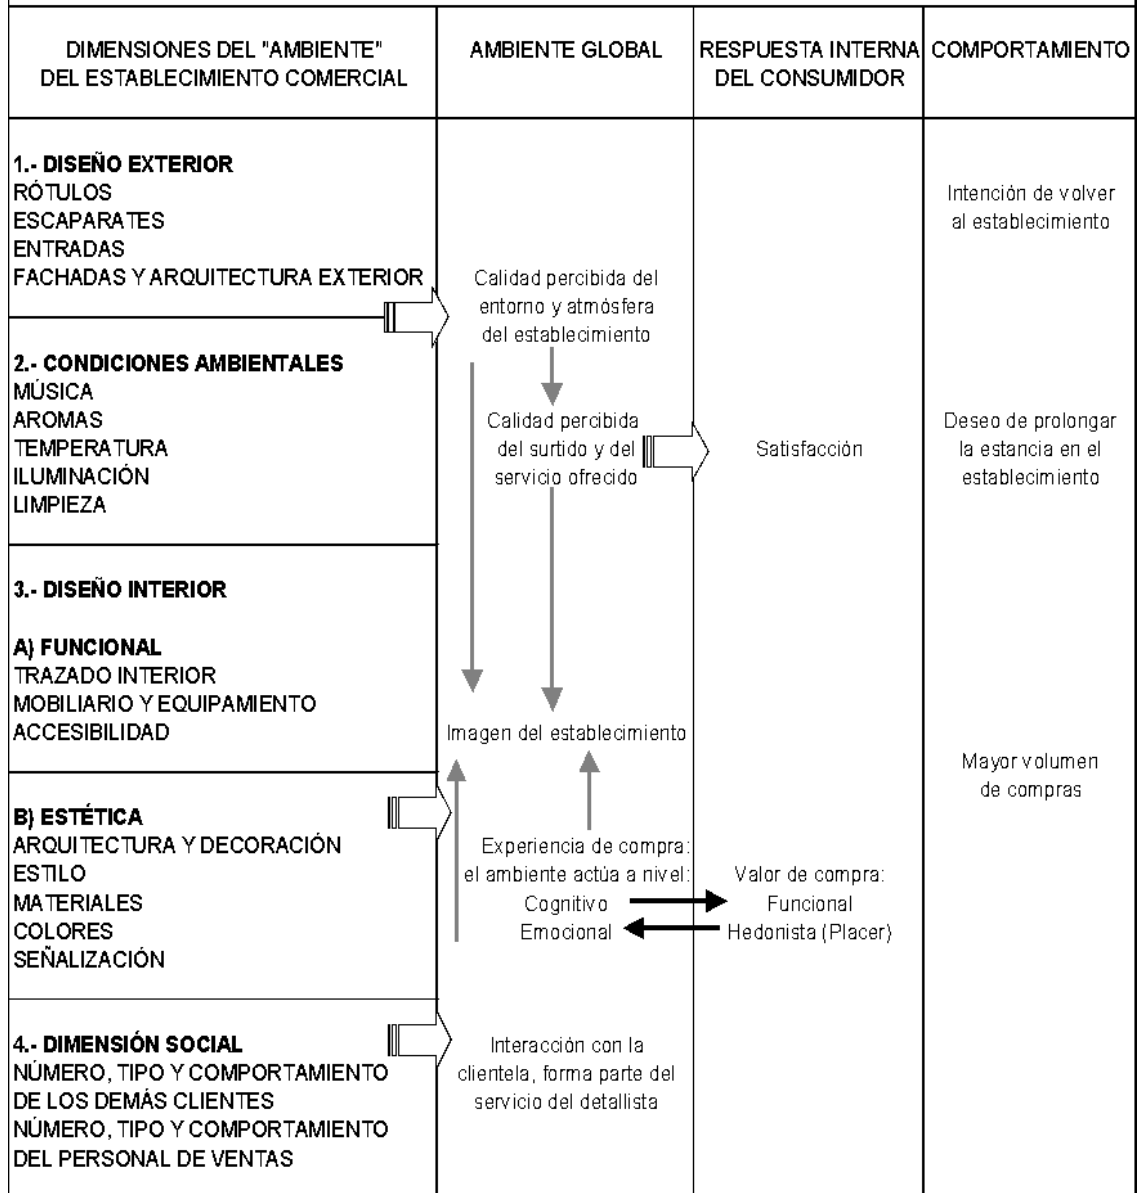 DIMENSIONES DEL "AMBIENTE"
DEL ESTABLECIMIENTO COMERCIAL
AMBIENTE GLOBAL
RESPUESTA INTERNA
DEL CONSUMIDOR
COMPORTAMIENTO
1.- DISEÑO EXTERIOR
RÓTULOS
ESCAPARATES
ENTRADAS
FACHADAS Y ARQUITECTURA EXTERIOR
2.- CONDICIONES AMBIENTALES
MÚSICA
AROMAS
TEMPERATURA
ILUMINACIÓN
LIMPIEZA
3.- DISEÑO INTERIOR
A) FUNCIONAL
TRAZADO INTERIOR
MOBILIARIO Y EQUIPAMIENTO
ACCESIBILIDAD
B) ESTÉTICA
ARQUITECTURA Y DECORACIÓN
ESTILO
MATERIALES
COLORES
SEÑALIZACIÓN
4.- DIMENSIÓN SOCIAL
NÚMERO, TIPO Y COMPORTAMIENTO
DE LOS DEMÁS CLIENTES
NÚMERO, TIPO Y COMPORTAMIENTO
DEL PERSONAL DE VENTAS
Calidad percibida del
entorno y atmósfera
del establecimiento
Calidad percibida
del surtido y del
servicio ofrecido
Imagen del establecimiento
Experiencia de compra:
el ambiente actúa a nivel:
Cognitivo
Emocional
Interacción con la
clientela, forma parte del
servicio del detallista
Satisfacción
Valor de compra:
Funcional
Hedonista (Placer)
Intención de volver
al establecimiento
Deseo de prolongar
la estancia en el
establecimiento
Mayor volumen
de compras